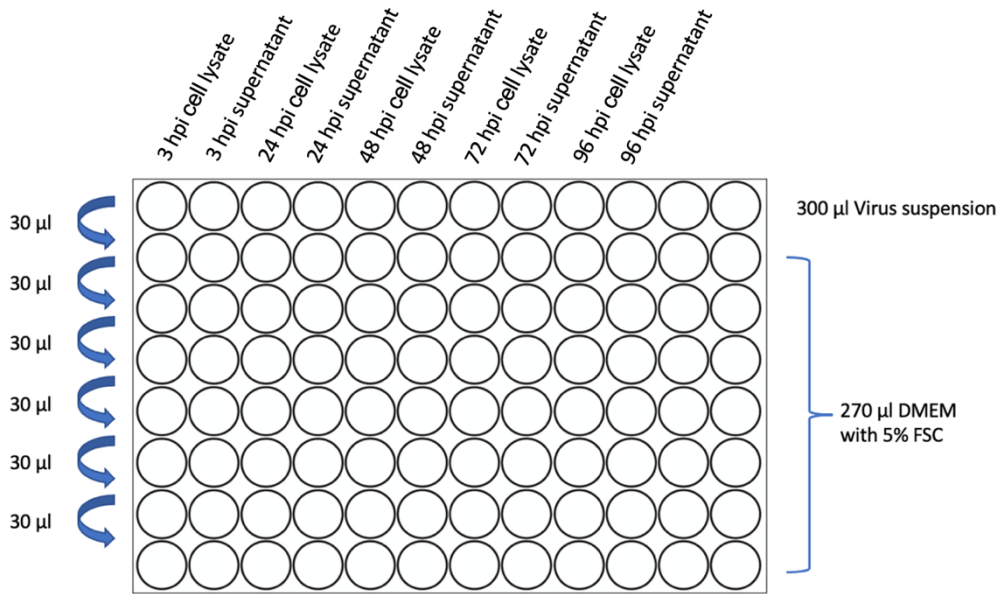 3 hpi cell lysate
3 hpi supernatant
24 hpi cell lysate
24 hpi supernatant
48 hpi cell lysate
48 hpi supernatant
72 hpi cell lysate
72 hpi supernatant
96 hpi cell lysate
96 hpi supernatant
300 µl Virus suspension
30 µl
30 µl
30 µl
30 µl
30 µl
30 µl
270 µl DMEM
with 5% FSC